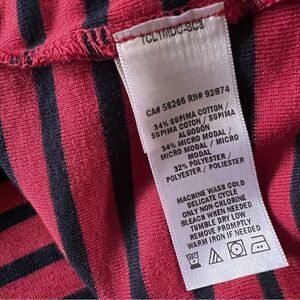 CA# 56266 RN# 92874
34% SUPIMA COTTON /
SUPIMA COTTON / SUPIMA
ALGODÓN
34% MICRO MODAL /
MICRO MODAL / MICRO
MODAL
32% POLYESTER /
POLYESTER / POLIESTER
MACHINE WASH COLD
DELICATE CYCLE
ONLY NON-CHLORINE
BLEACH WHEN NEEDED
TUMBLE DRY LOW
REMOVE PROMPTLY
WARM IRON IF NEEDED